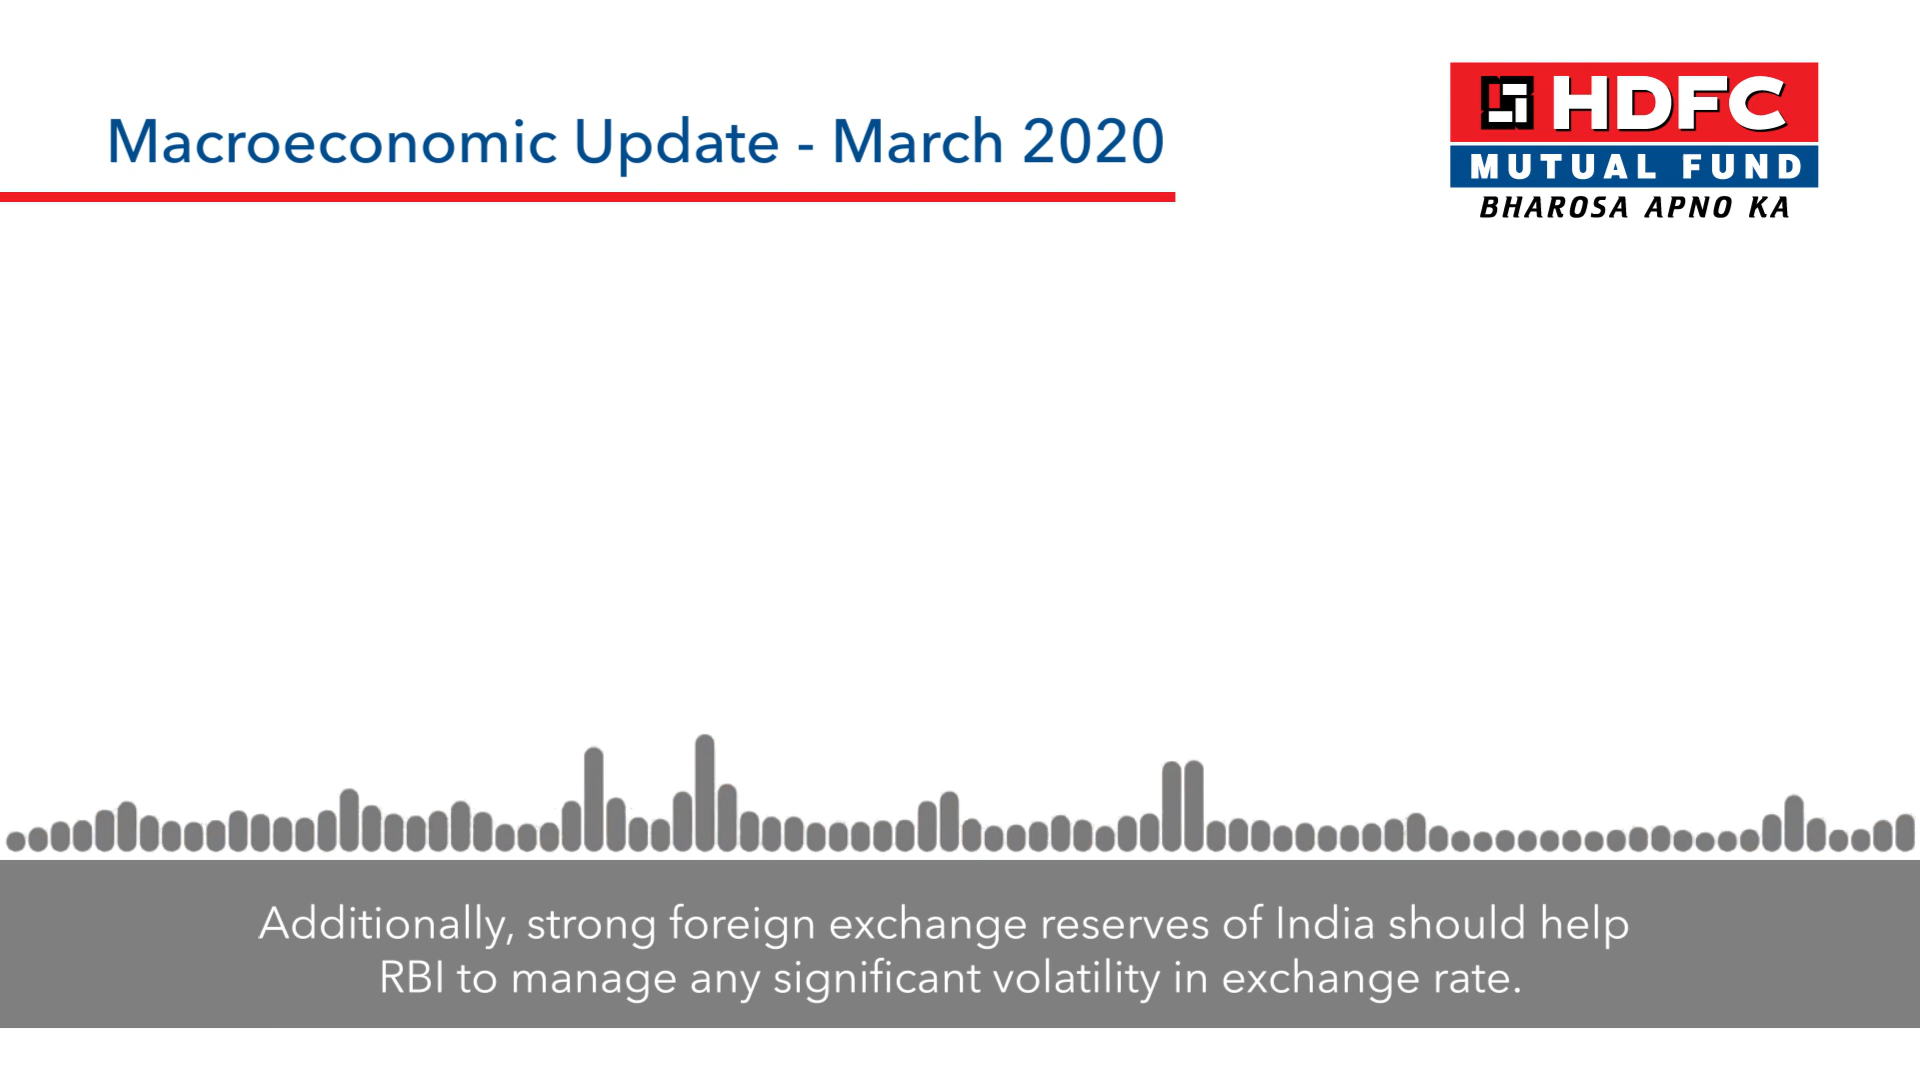 Macroeconomic Update - March 2020
HDFC
MUTUAL FUND
BHAROSA APNO KA
Additionally, strong foreign exchange reserves of India should help
RBI to manage any significant volatility in exchange rate.